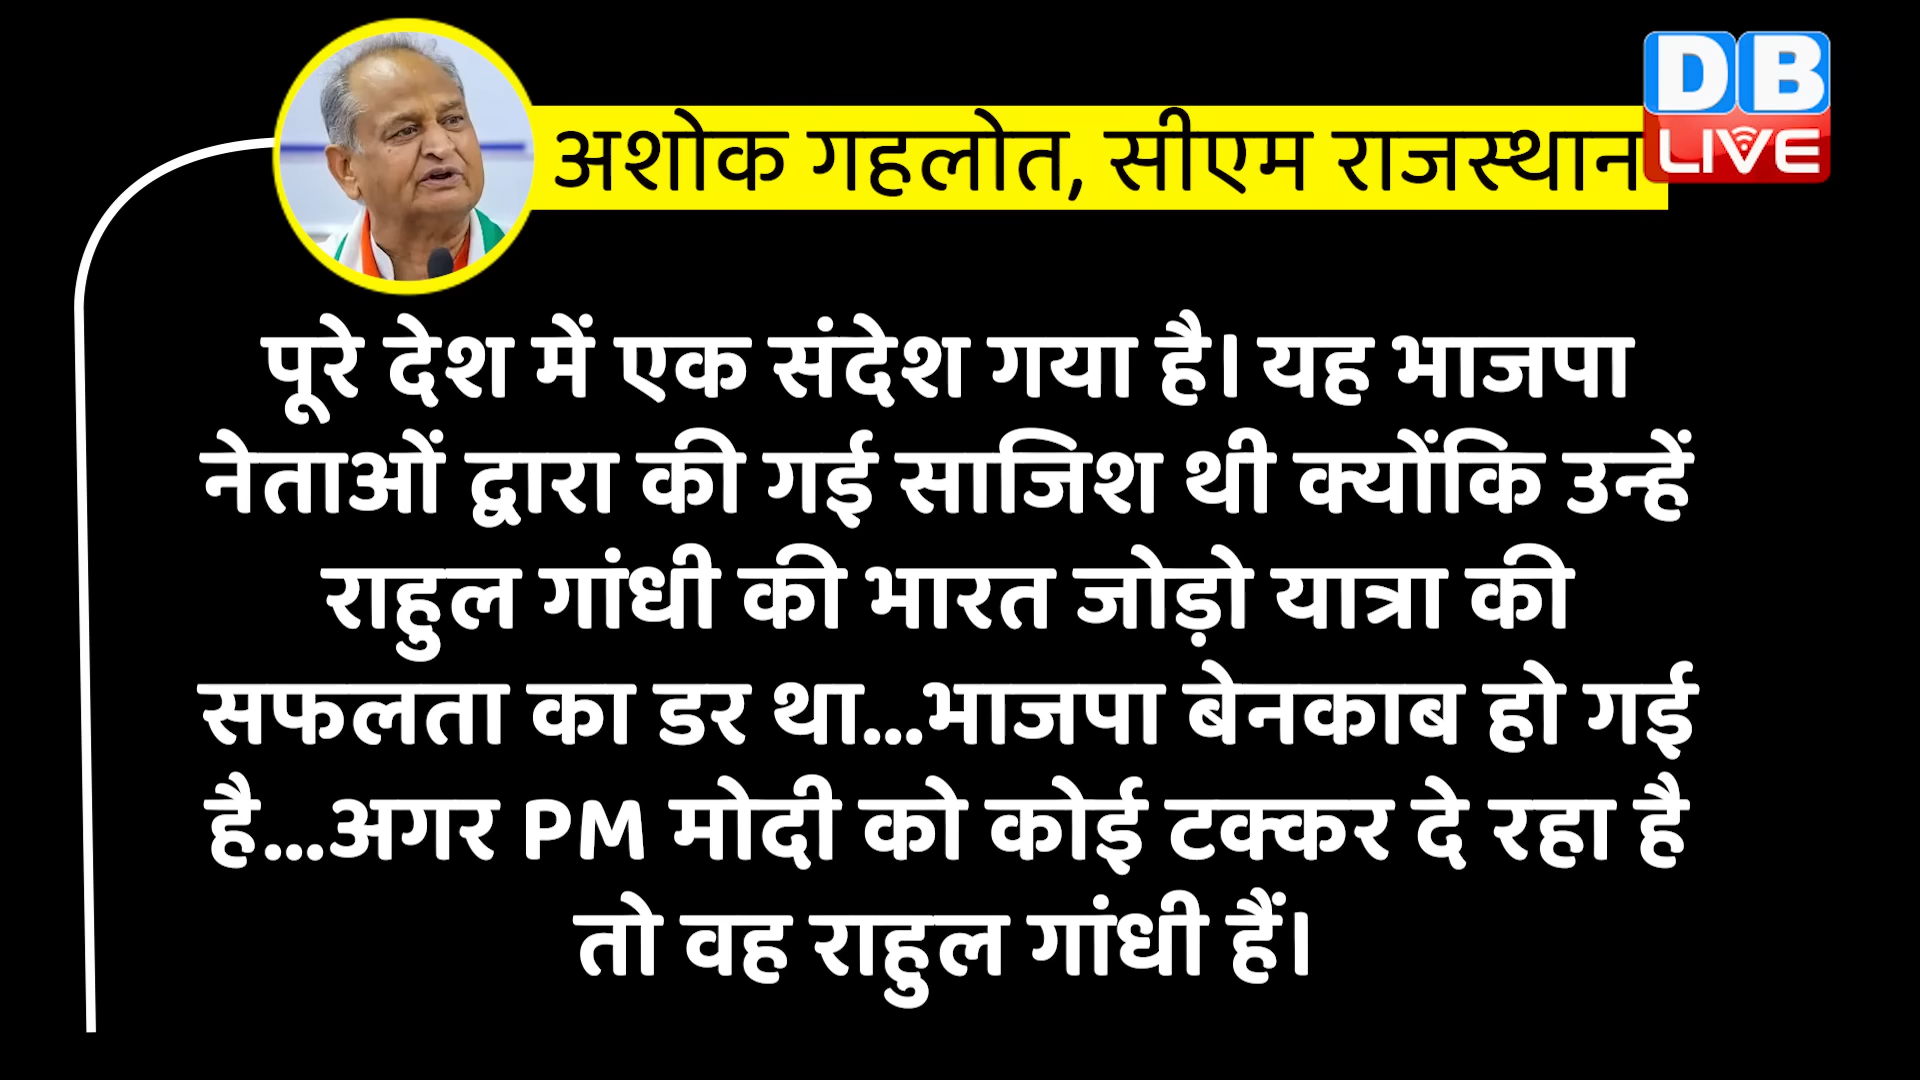 अशोक गहलोत, सीएम राजस्थान
DB
LIVE
पूरे देश में एक संदेश गया है। यह भाजपा
नेताओं द्वारा की गई साजिश थी क्योंकि उन्हें
राहुल गांधी की भारत जोड़ो यात्रा की
सफलता का डर था...भाजपा बेनकाब हो गई
है...अगर PM मोदी को कोई टक्कर दे रहा है
तो वह राहुल गांधी हैं।